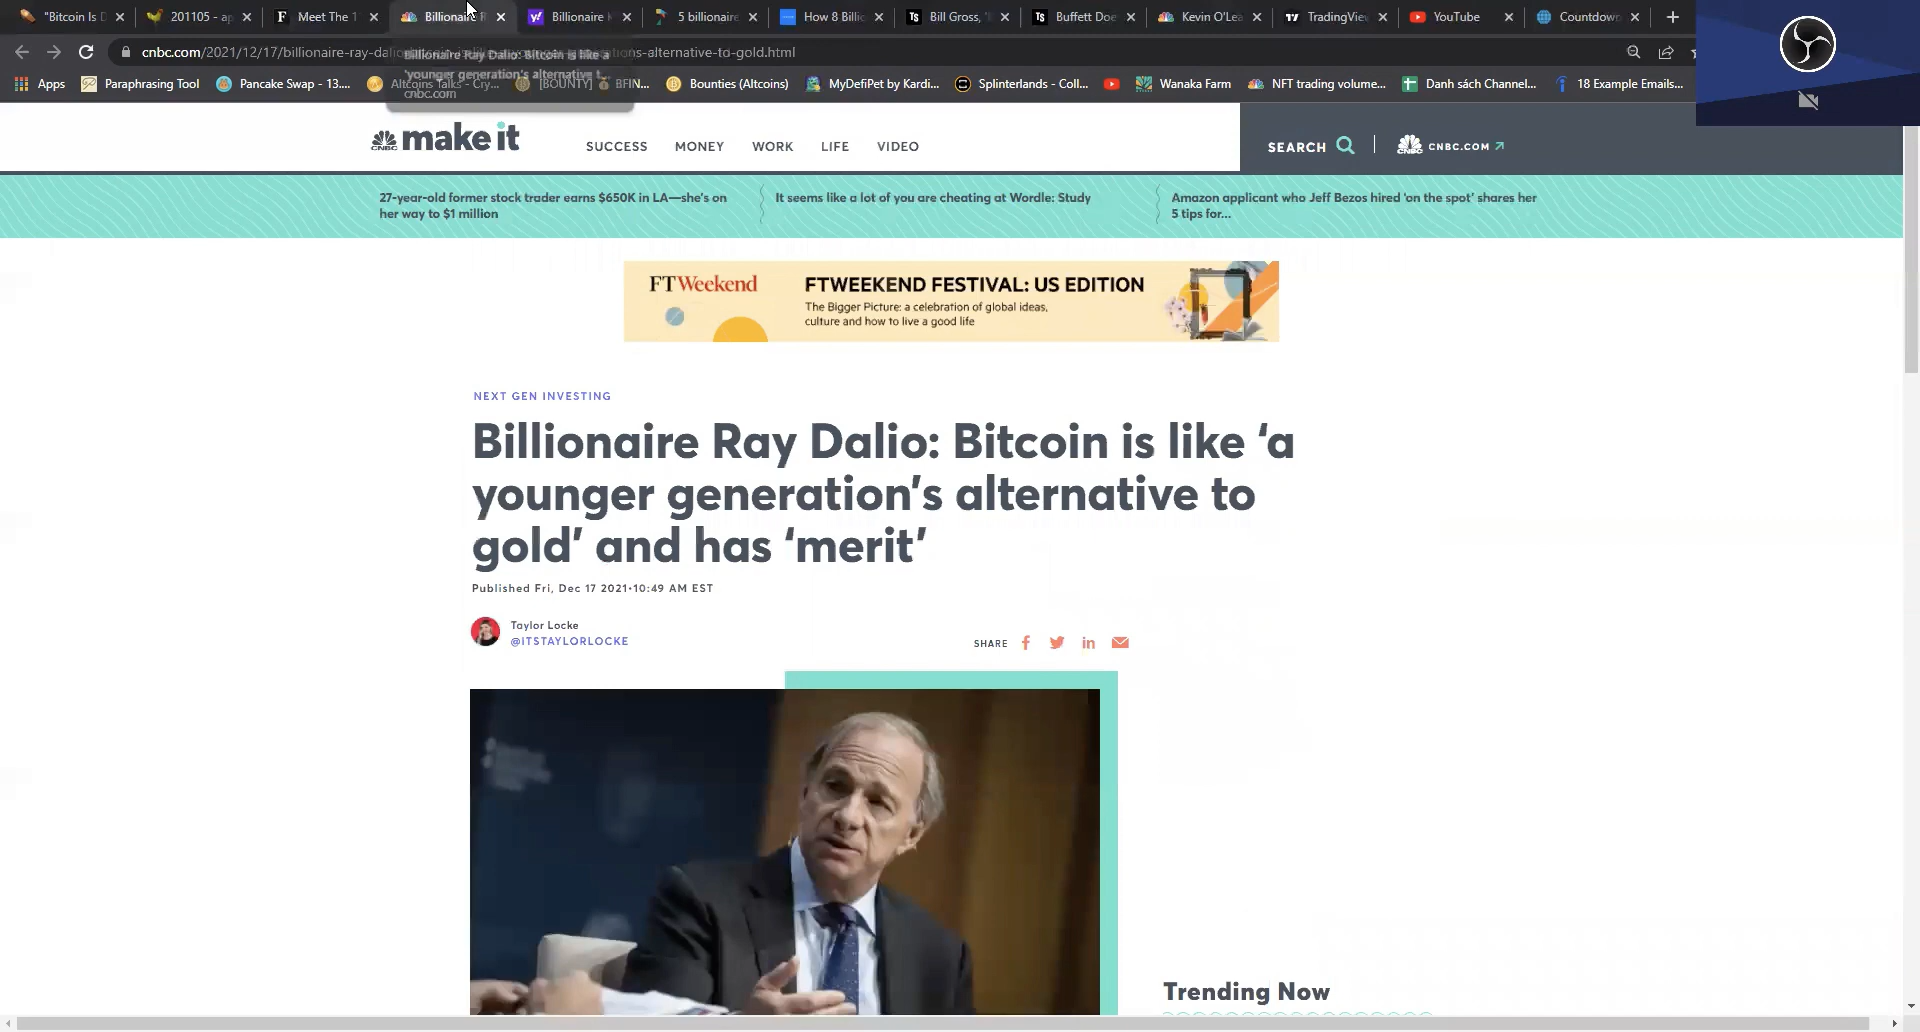 "Bitcoin Is D
201105 - ap
Meet The 1
Billionaire R
Billionaire
5 billionaire
How 8 Billic
Bill Gross, '
Buffett Doe
Kevin O'Lea
TradingView
YouTube
Countdown
cnbc.com/2021/12/17/billionaire-ray-dalio
ns-alternative-to-gold.html
Billionaire Ray Dalio: Bitcoin is like a
'younger generation's alternative t...
cnbc.com
Apps
Paraphrasing Tool
Pancake Swap - 13....
Altcoins Talks - Cry...
[BOUNTY]
BFIN...
Bounties (Altcoins)
MyDefiPet by Kardi...
Splinterlands - Coll...
Wanaka Farm
NFT trading volume...
Danh sách Channel...
18 Example Emails...
CNBC make it
SUCCESS MONEY WORK LIFE VIDEO
SEARCH
CNBC CNBC.COM
27-year-old former stock trader earns $650K in LA—she's on
her way to $1 million
It seems like a lot of you are cheating at Wordle: Study
Amazon applicant who Jeff Bezos hired 'on the spot' shares her
5 tips for...
FTWeekend
FTWEEKEND FESTIVAL: US EDITION
The Bigger Picture: a celebration of global ideas,
culture and how to live a good life
NEXT GEN INVESTING
Billionaire Ray Dalio: Bitcoin is like ‘a
younger generation’s alternative to
gold’ and has ‘merit’
Published Fri, Dec 17 2021•10:49 AM EST
Taylor Locke
@ITSTAYLORLOCKE
SHARE
Trending Now